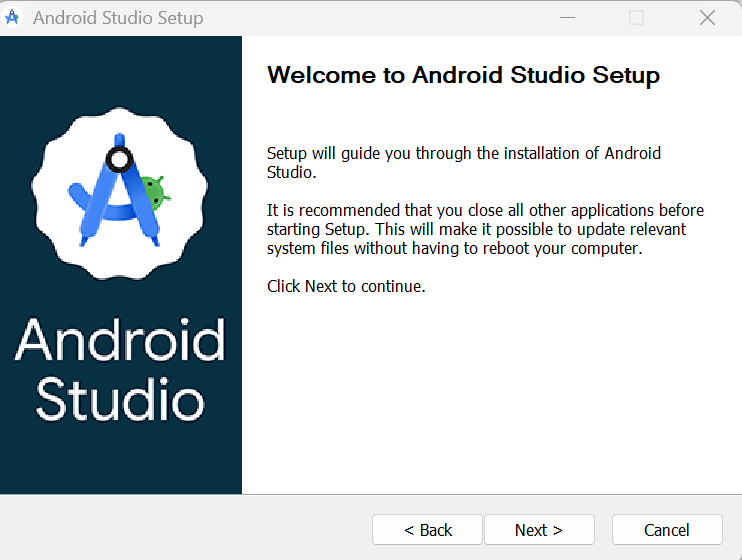 Android Studio Setup
Android
Studio
Welcome to Android Studio Setup
Setup will guide you through the installation of Android
Studio.
It is recommended that you close all other applications before
starting Setup. This will make it possible to update relevant
system files without having to reboot your computer.
Click Next to continue.
< Back
Next >
Cancel